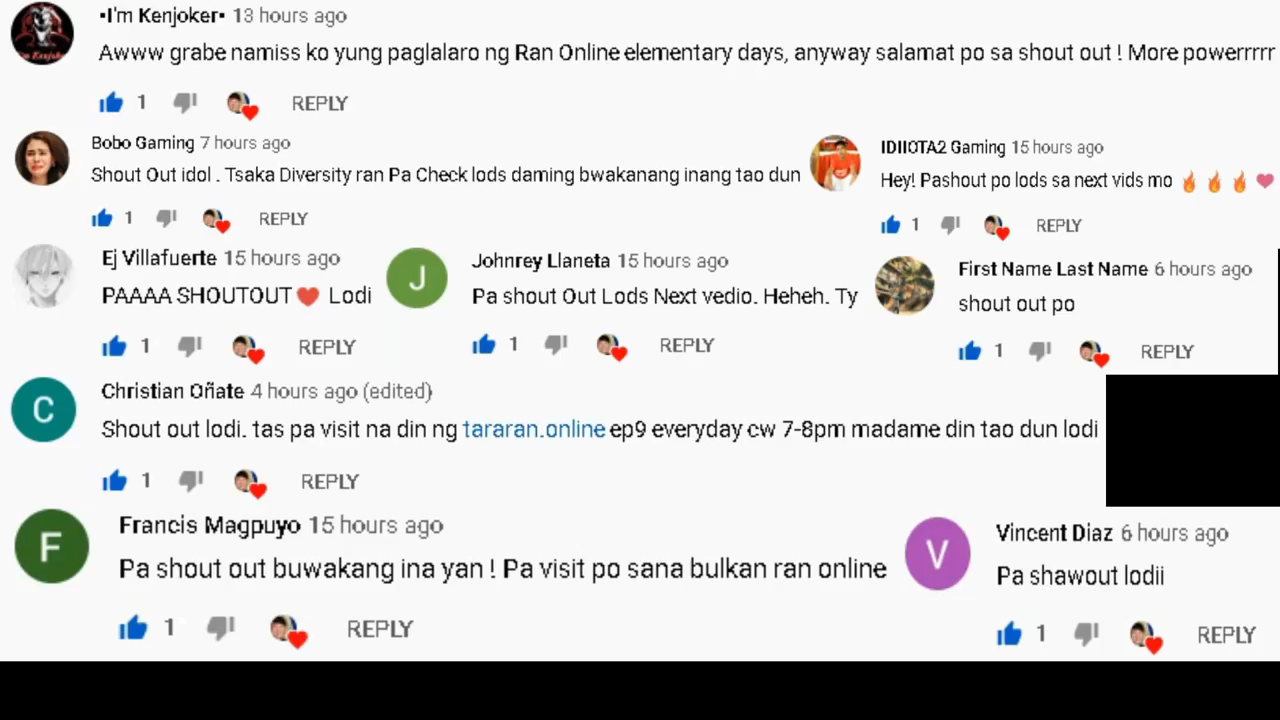 •I'm Kenjoker• 13 hours ago
Awww grabe namiss ko yung paglalaro ng Ran Online elementary days, anyway salamat po sa shout out ! More powerrrrr
1 REPLY
Bobo Gaming 7 hours ago
Shout Out idol . Tsaka Diversity ran Pa Check lods daming bwakanang inang tao dun
1 REPLY
IDIIOTA2 Gaming 15 hours ago
Hey! Pashout po lods sa next vids mo 🔥 🔥 🔥 ❤
1 REPLY
Ej Villafuerte 15 hours ago
PAAAA SHOUTOUT❤ Lodi
1 REPLY
J
Johnrey Llaneta 15 hours ago
Pa shout Out Lods Next vedio. Heheh. Ty
1 REPLY
First Name Last Name 6 hours ago
shout out po
1 REPLY
C
Christian Oñate 4 hours ago (edited)
Shout out lodi. tas pa visit na din ng tararan.online ep9 everyday cw 7-8pm madame din tao dun lodi
1 REPLY
F
Francis Magpuyo 15 hours ago
Pa shout out buwakang ina yan ! Pa visit po sana bulkan ran online
1 REPLY
V
Vincent Diaz 6 hours ago
Pa shawout lodii
1 REPLY